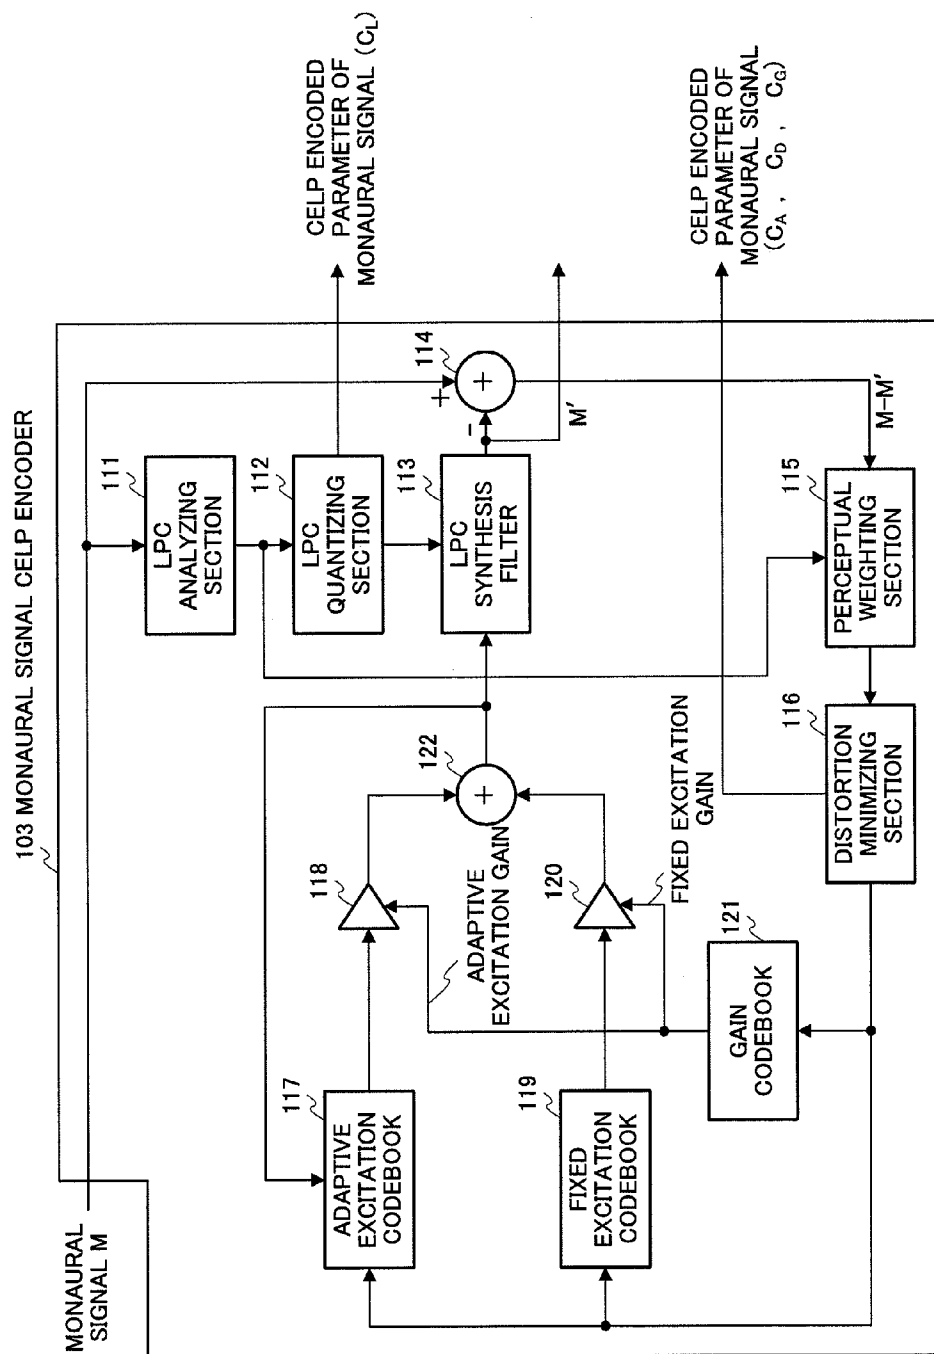 103 MONAURAL SIGNAL CELP ENCODER
MONAURAL
SIGNAL M
111
LPC
ANALYZING
SECTION
112
LPC
QUANTIZING
SECTION
CELP ENCODED
PARAMETER OF
MONAURAL SIGNAL (CL)
113
LPC
SYNTHESIS
FILTER
114
+
+
-
M'
117
ADAPTIVE
EXCITATION
CODEBOOK
118
ADAPTIVE
EXCITATION GAIN
122
+
119
FIXED
EXCITATION
CODEBOOK
120
FIXED EXCITATION
GAIN
121
GAIN
CODEBOOK
M-M'
115
PERCEPTUAL
WEIGHTING
SECTION
116
DISTORTION
MINIMIZING
SECTION
CELP ENCODED
PARAMETER OF
MONAURAL SIGNAL
(CA , CD , CG)